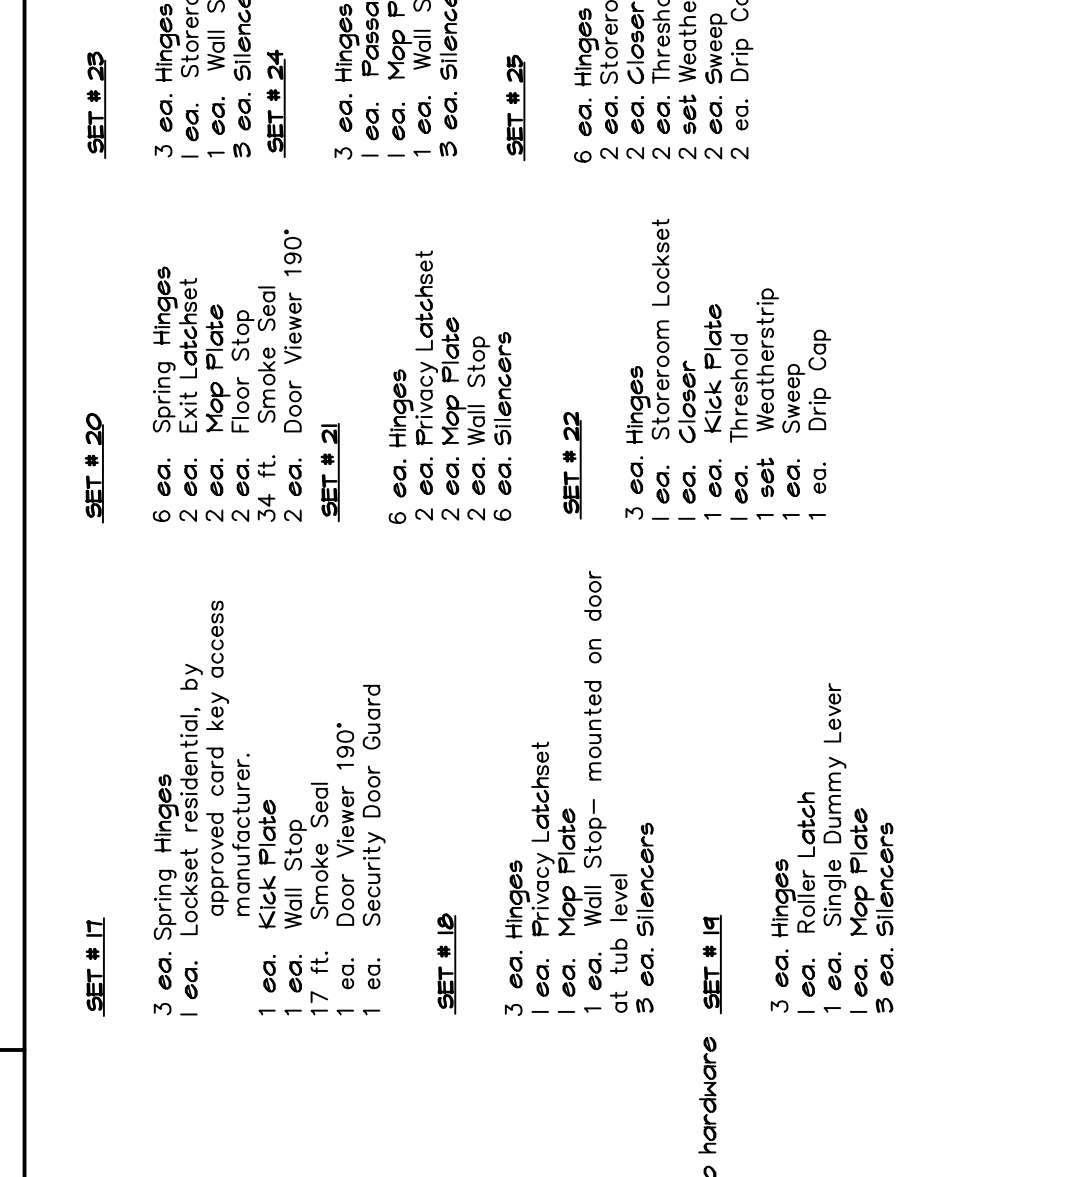 hardware
SET # 17
3 ea. Spring Hinges
1 ea. Lockset residential, by
approved card key access
manufacturer.
1 ea. Kick Plate
1 ea. Wall Stop
17 ft. Smoke Seal
1 ea. Door Viewer 190°
1 ea. Security Door Guard
SET # 18
3 ea. Hinges
1 ea. Privacy Latchset
1 ea. Mop Plate
1 ea. Wall Stop– mounted on door
at tub level
3 ea. Silencers
SET # 19
3 ea. Hinges
1 ea. Roller Latch
1 ea. Single Dummy Lever
1 ea. Mop Plate
3 ea. Silencers
SET # 20
6 ea. Spring Hinges
2 ea. Exit Latchset
2 ea. Mop Plate
2 ea. Floor Stop
34 ft. Smoke Seal
2 ea. Door Viewer 190°
SET # 21
6 ea. Hinges
2 ea. Privacy Latchset
2 ea. Mop Plate
2 ea. Wall Stop
6 ea. Silencers
SET # 22
3 ea. Hinges
1 ea. Storeroom Lockset
1 ea. Closer
1 ea. Kick Plate
1 ea. Threshold
1 set Weatherstrip
1 ea. Sweep
1 ea. Drip Cap
SET # 23
3 ea. Hinges
1 ea. Storero
1 ea. Wall S
3 ea. Silence
SET # 24
3 ea. Hinges
1 ea. Passa
1 ea. Mop P
1 ea. Wall S
3 ea. Silence
SET # 25
6 ea. Hinges
2 ea. Storero
2 ea. Closer
2 ea. Thresho
2 set Weathe
2 ea. Sweep
2 ea. Drip Ca